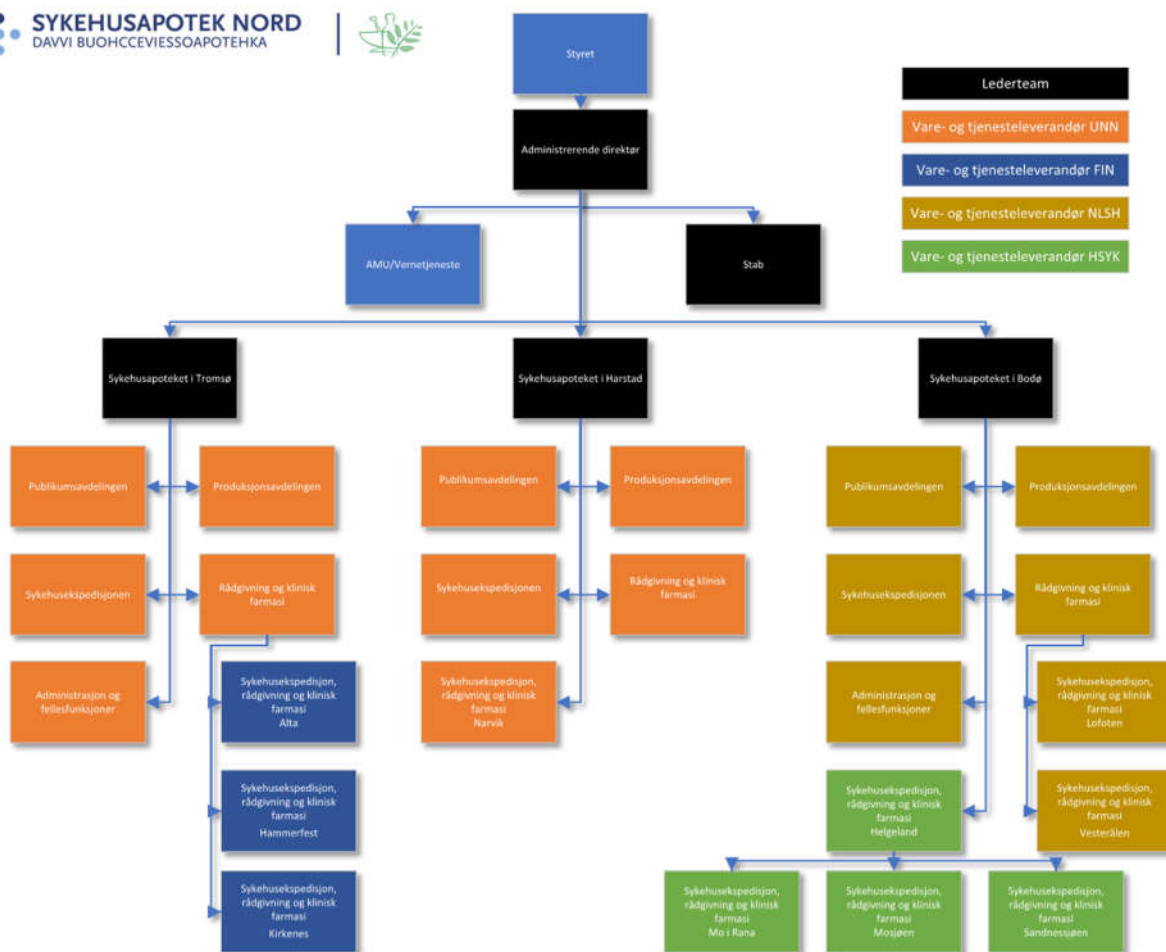 SYKEHUSAPOTEK NORD
DAVVI BUOHCCEVIESSOAPOTEHKA
Styret
Lederteam
Vare- og tjenesteleverandør UNN
Vare- og tjenesteleverandør FIN
Vare- og tjenesteleverandør NLSH
Vare- og tjenesteleverandør HSYK
Administrerende direktør
AMU/Vernetjeneste
Stab
Sykehusapoteket i Tromsø
Sykehusapoteket i Harstad
Sykehusapoteket i Bodø
Publikumsavdelingen
Produksjonsavdelingen
Sykehusekspedisjonen
Rådgivning og klinisk
farmasi
Administrasjon og
fellesfunksjoner
Sykehusekspedisjon,
rådgivning og klinisk
farmasi
Alta
Sykehusekspedisjon,
rådgivning og klinisk
farmasi
Hammerfest
Sykehusekspedisjon,
rådgivning og klinisk
farmasi
Kirkenes
Publikumsavdelingen
Produksjonsavdelingen
Sykehusekspedisjonen
Rådgivning og klinisk
farmasi
Sykehusekspedisjon,
rådgivning og klinisk
farmasi
Narvik
Publikumsavdelingen
Produksjonsavdelingen
Sykehusekspedisjonen
Rådgivning og klinisk
farmasi
Administrasjon og
fellesfunksjoner
Sykehusekspedisjon,
rådgivning og klinisk
farmasi
Lofoten
Sykehusekspedisjon,
rådgivning og klinisk
farmasi
Helgeland
Sykehusekspedisjon,
rådgivning og klinisk
farmasi
Vesterålen
Sykehusekspedisjon,
rådgivning og klinisk
farmasi
Mo i Rana
Sykehusekspedisjon,
rådgivning og klinisk
farmasi
Mosjøen
Sykehusekspedisjon,
rådgivning og klinisk
farmasi
Sandnessjøen